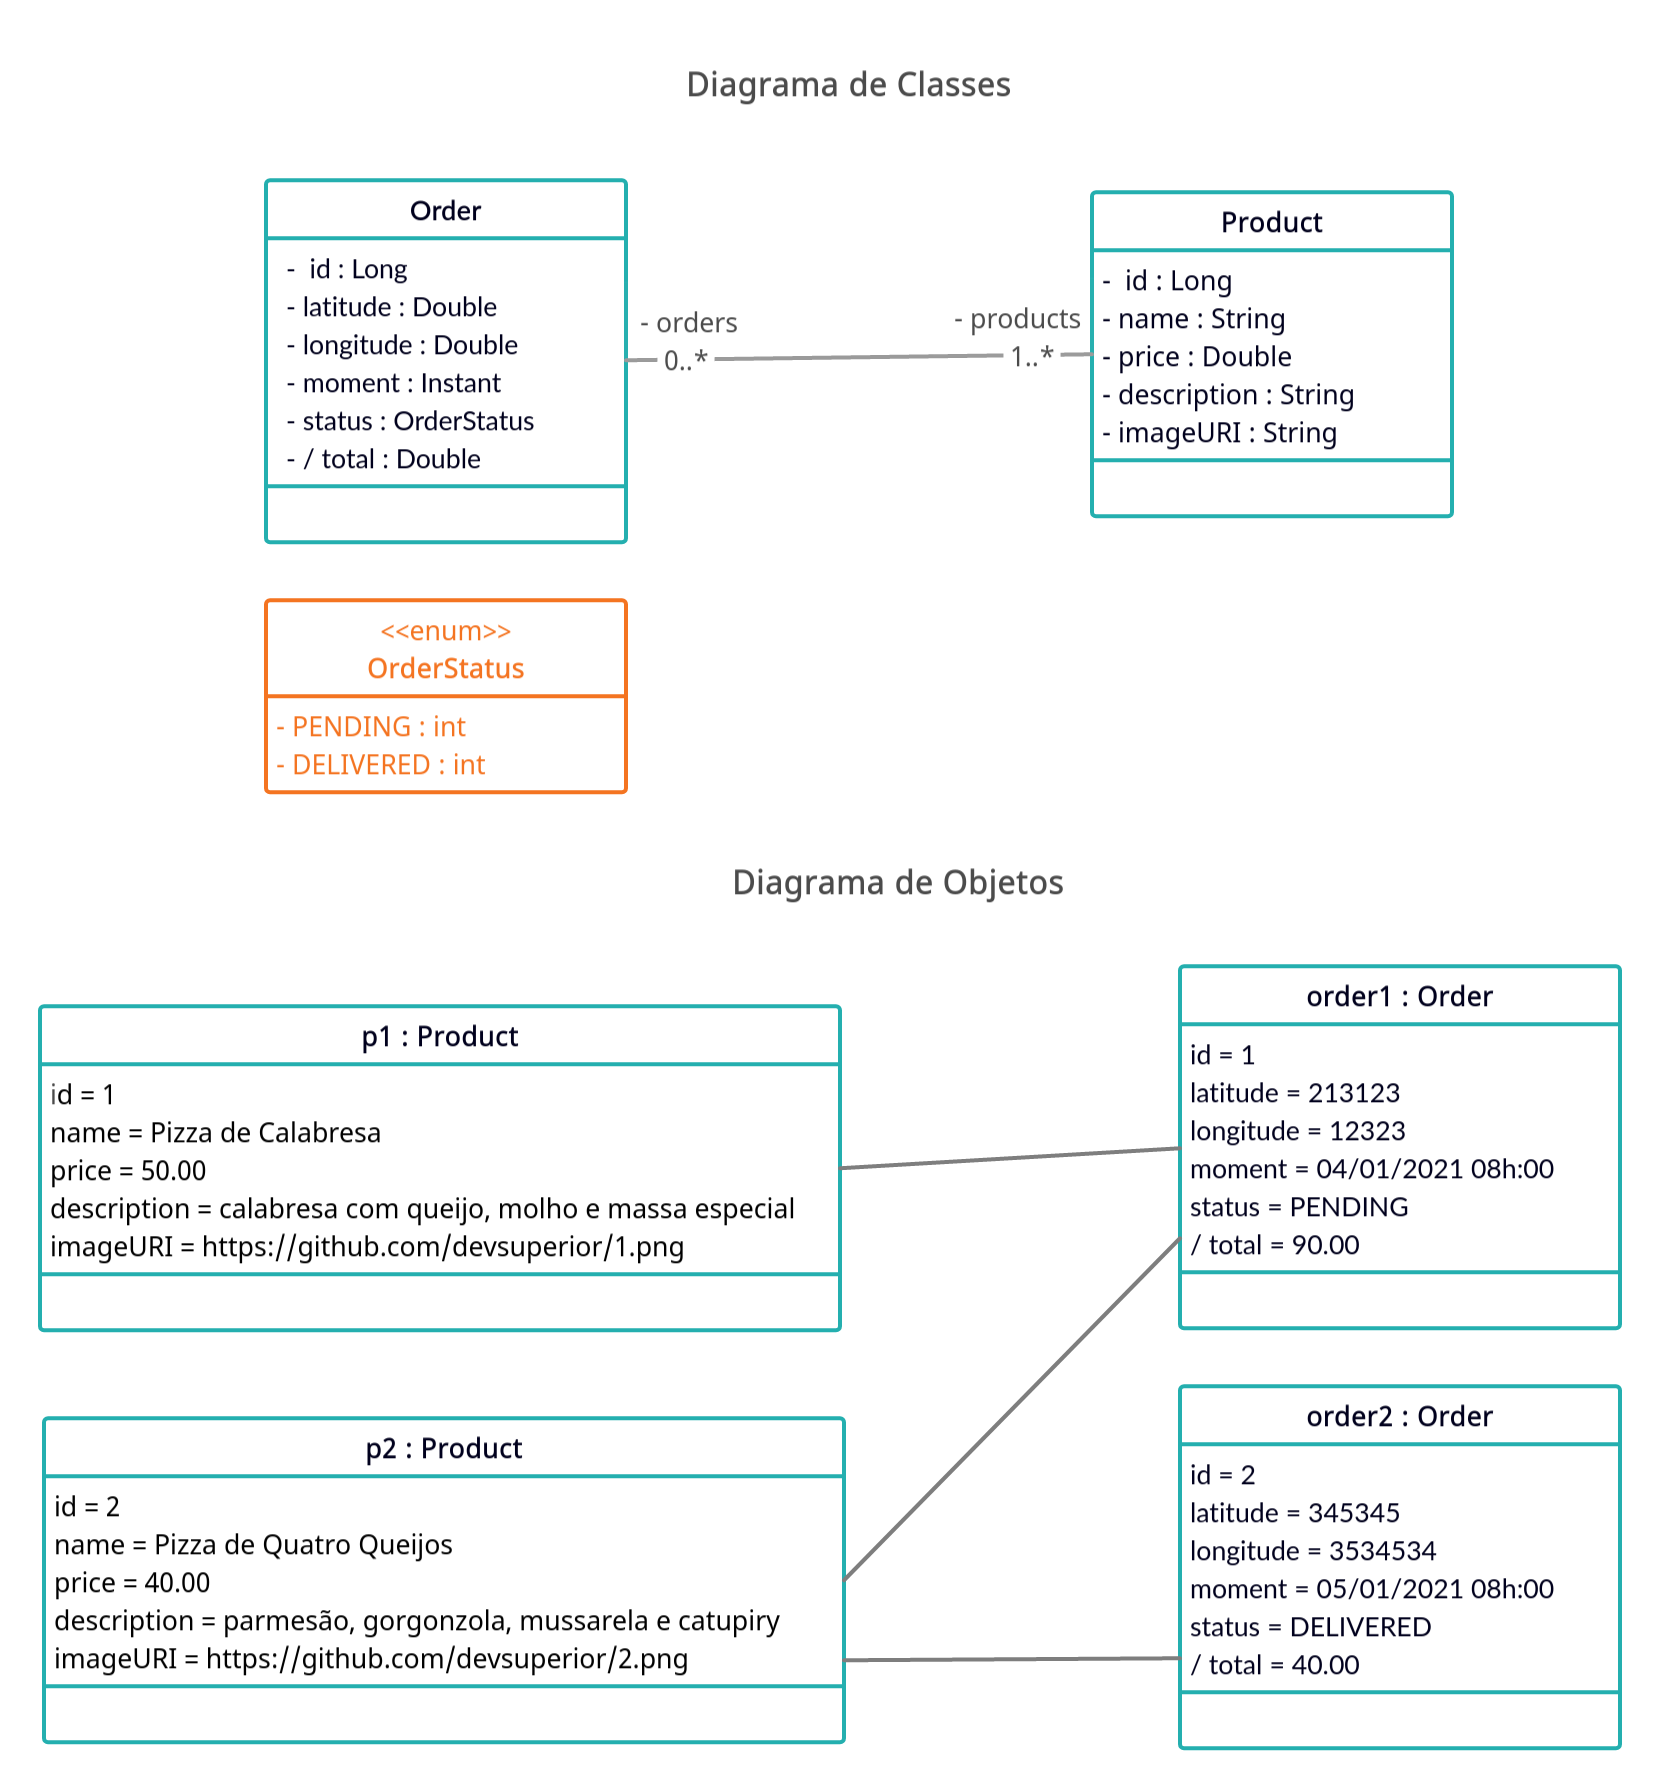 Diagrama de Classes
Order
- id : Long
- latitude : Double
- longitude : Double
- moment : Instant
- status : OrderStatus
- / total : Double
- orders
0..*
- products
1..*
Product
- id : Long
- name : String
- price : Double
- description : String
- imageURI : String
<<enum>>
OrderStatus
- PENDING : int
- DELIVERED : int
Diagrama de Objetos
p1 : Product
id = 1
name = Pizza de Calabresa
price = 50.00
description = calabresa com queijo, molho e massa especial
imageURI = https://github.com/devsuperior/1.png
order1 : Order
id = 1
latitude = 213123
longitude = 12323
moment = 04/01/2021 08h:00
status = PENDING
/ total = 90.00
p2 : Product
id = 2
name = Pizza de Quatro Queijos
price = 40.00
description = parmesão, gorgonzola, mussarela e catupiry
imageURI = https://github.com/devsuperior/2.png
order2 : Order
id = 2
latitude = 345345
longitude = 3534534
moment = 05/01/2021 08h:00
status = DELIVERED
/ total = 40.00